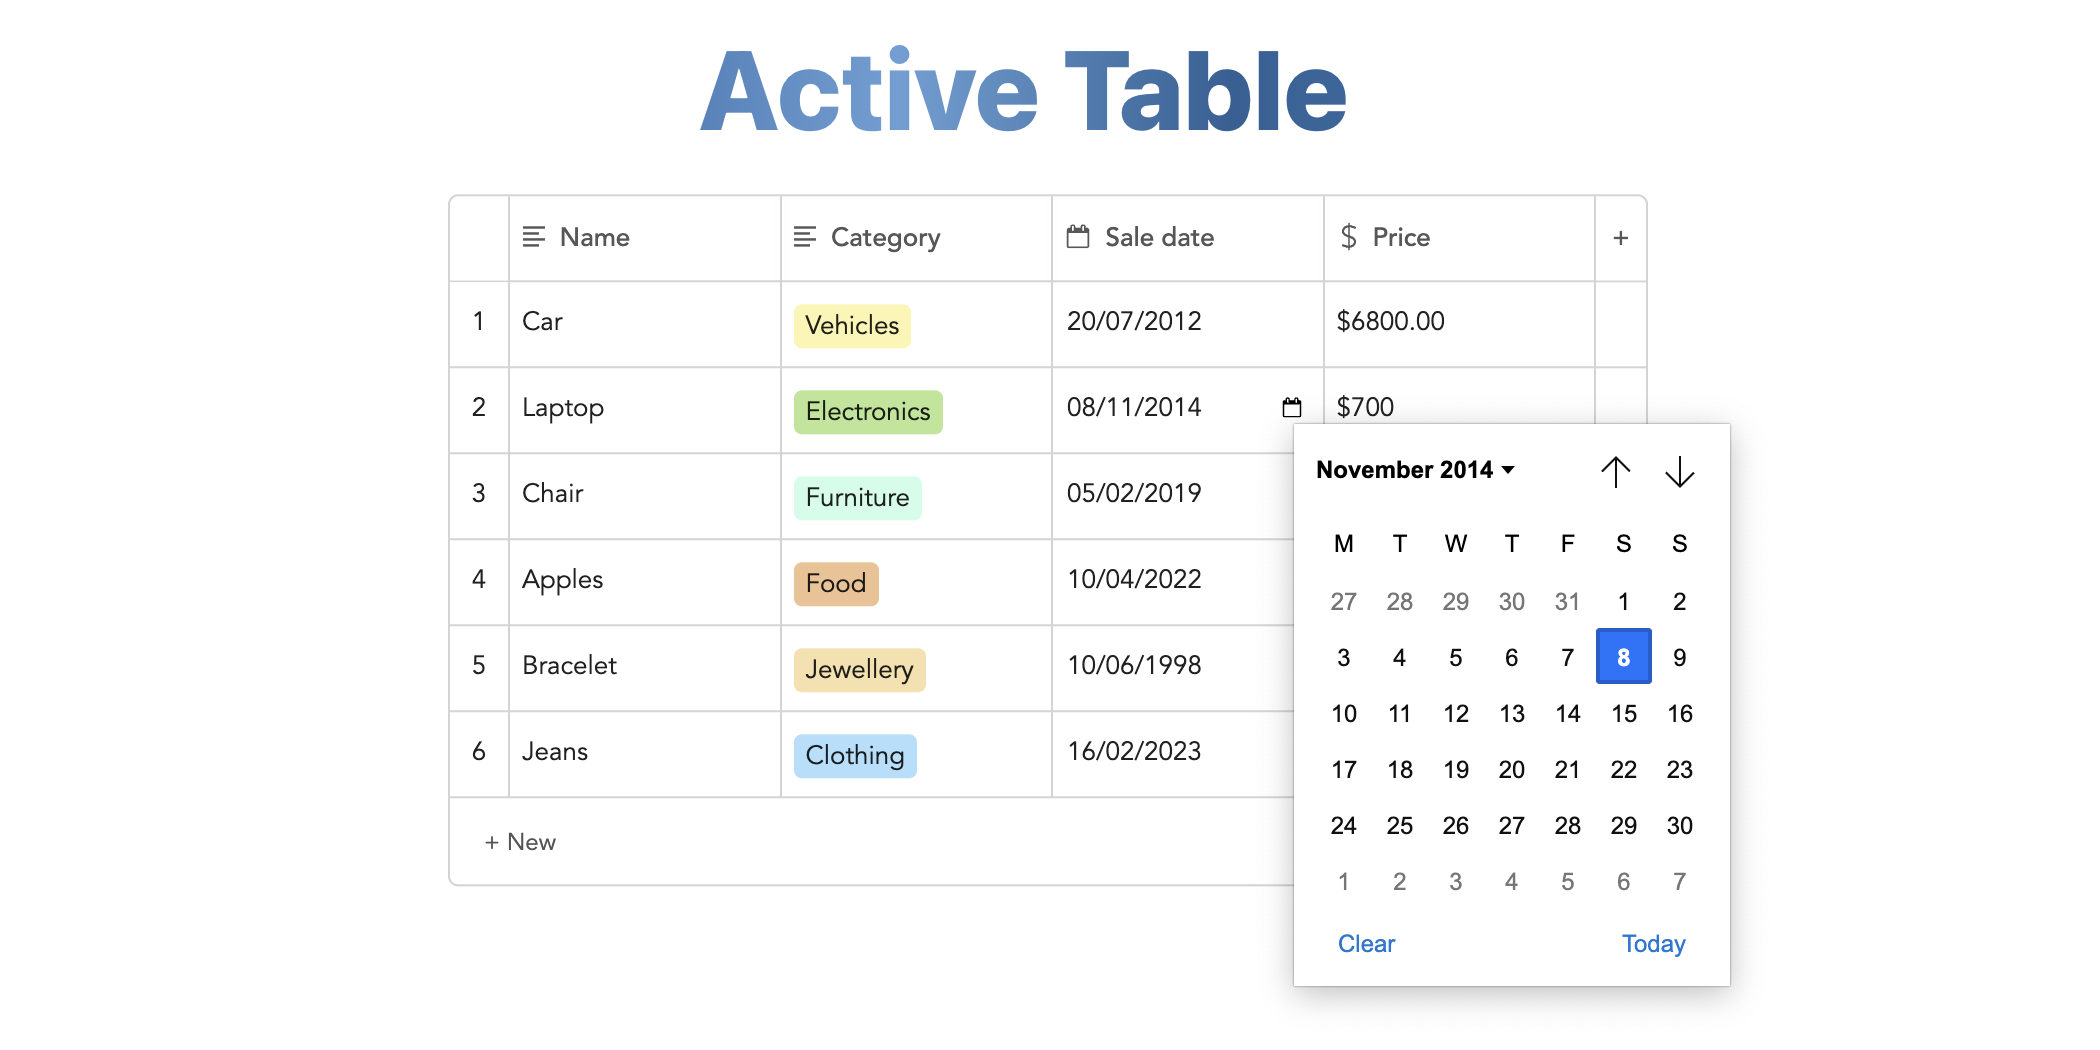 Active Table
Name Category Sale date $ Price +
1 Car Vehicles 20/07/2012 $6800.00
2 Laptop Electronics 08/11/2014 $700
3 Chair Furniture 05/02/2019
4 Apples Food 10/04/2022
5 Bracelet Jewellery 10/06/1998
6 Jeans Clothing 16/02/2023
+ New
November 2014
M T W T F S S
27 28 29 30 31 1 2
3 4 5 6 7 8 9
10 11 12 13 14 15 16
17 18 19 20 21 22 23
24 25 26 27 28 29 30
1 2 3 4 5 6 7
Clear Today